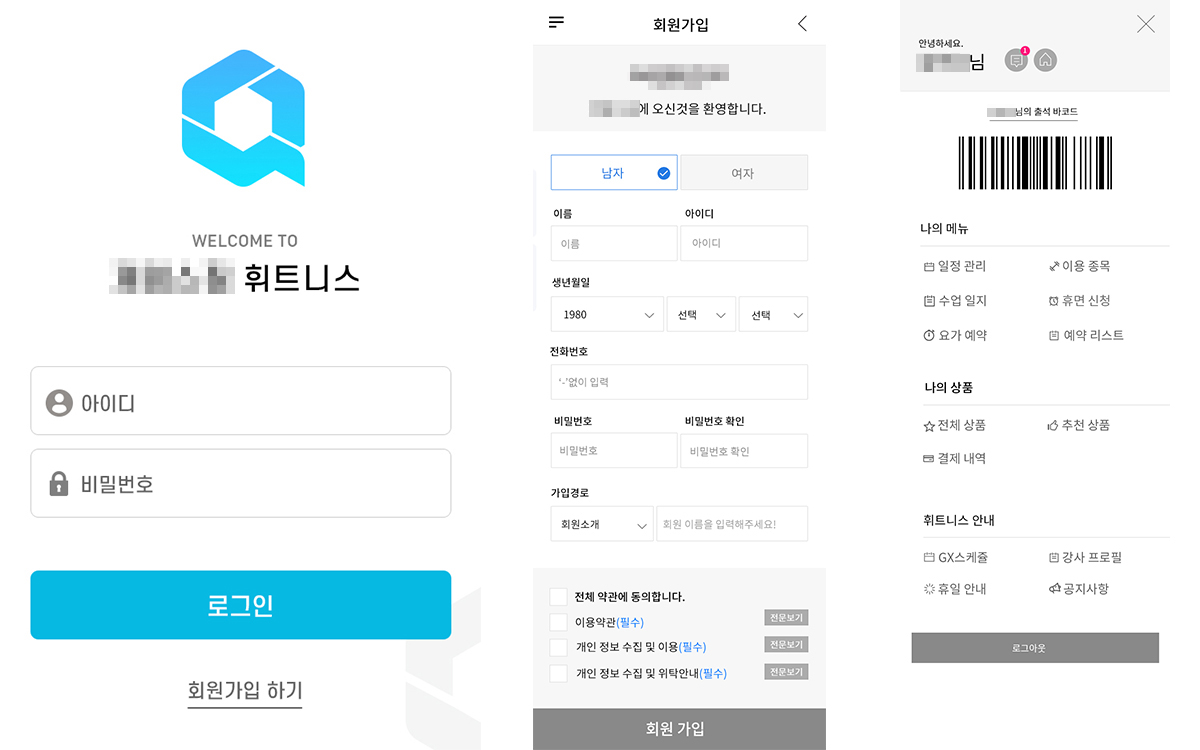 WELCOME TO
휘트니스
아이디
비밀번호
로그인
회원가입 하기
회원가입
에 오신것을 환영합니다.
남자
여자
이름
아이디
이름
아이디
생년월일
1980
선택
선택
전화번호
'-'없이 입력
비밀번호
비밀번호 확인
비밀번호
비밀번호 확인
가입경로
회원소개
회원 이름을 입력해주세요!
전체 약관에 동의합니다.
이용약관(필수)
전문보기
개인 정보 수집 및 이용(필수)
전문보기
개인 정보 수집 및 위탁안내(필수)
전문보기
회원 가입
안녕하세요.
님
1
님의 출석 바코드
나의 메뉴
일정 관리
이용 종목
수업 일지
휴면 신청
요가 예약
예약 리스트
나의 상품
전체 상품
추천 상품
결제 내역
휘트니스 안내
GX스케쥴
강사 프로필
휴일 안내
공지사항
로그아웃